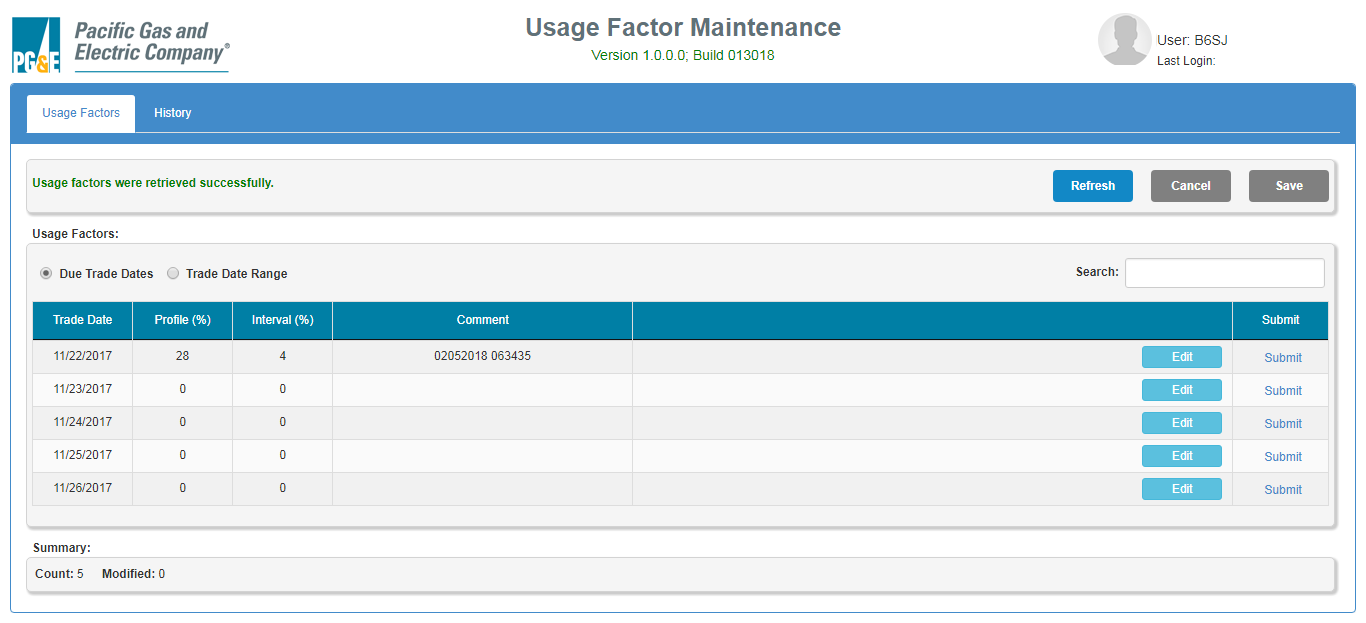 PG&E Pacific Gas and
Electric Company®
Usage Factor Maintenance
Version 1.0.0.0; Build 013018
User: B6SJ
Last Login:
Usage Factors History
Usage factors were retrieved successfully. Refresh Cancel Save
Usage Factors:
Due Trade Dates Trade Date Range Search:
Trade Date Profile (%) Interval (%) Comment Submit
11/22/2017 28 4 02052018 063435 Edit Submit
11/23/2017 0 0 Edit Submit
11/24/2017 0 0 Edit Submit
11/25/2017 0 0 Edit Submit
11/26/2017 0 0 Edit Submit
Summary:
Count: 5 Modified: 0